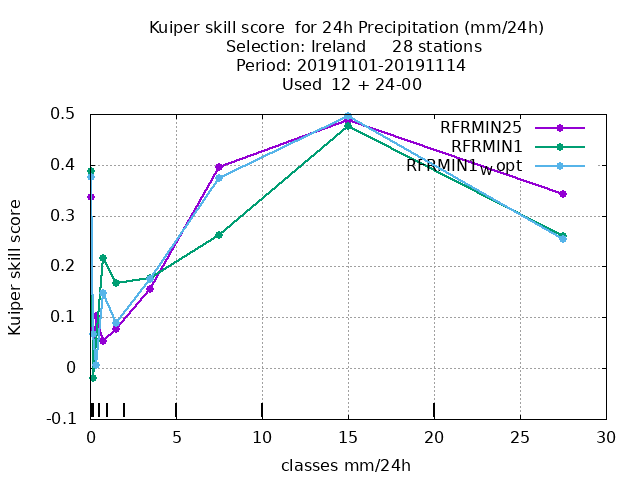 Kuiper skill score  for 24h Precipitation (mm/24h)
Selection: Ireland     28 stations
Period: 20191101-20191114
Used  12 + 24-00
RFRMIN25
RFRMIN1
RFRMIN1wopt
Kuiper skill score
0.5
0.4
0.3
0.2
0.1
0
-0.1
0 5 10 15 20 25 30
classes mm/24h